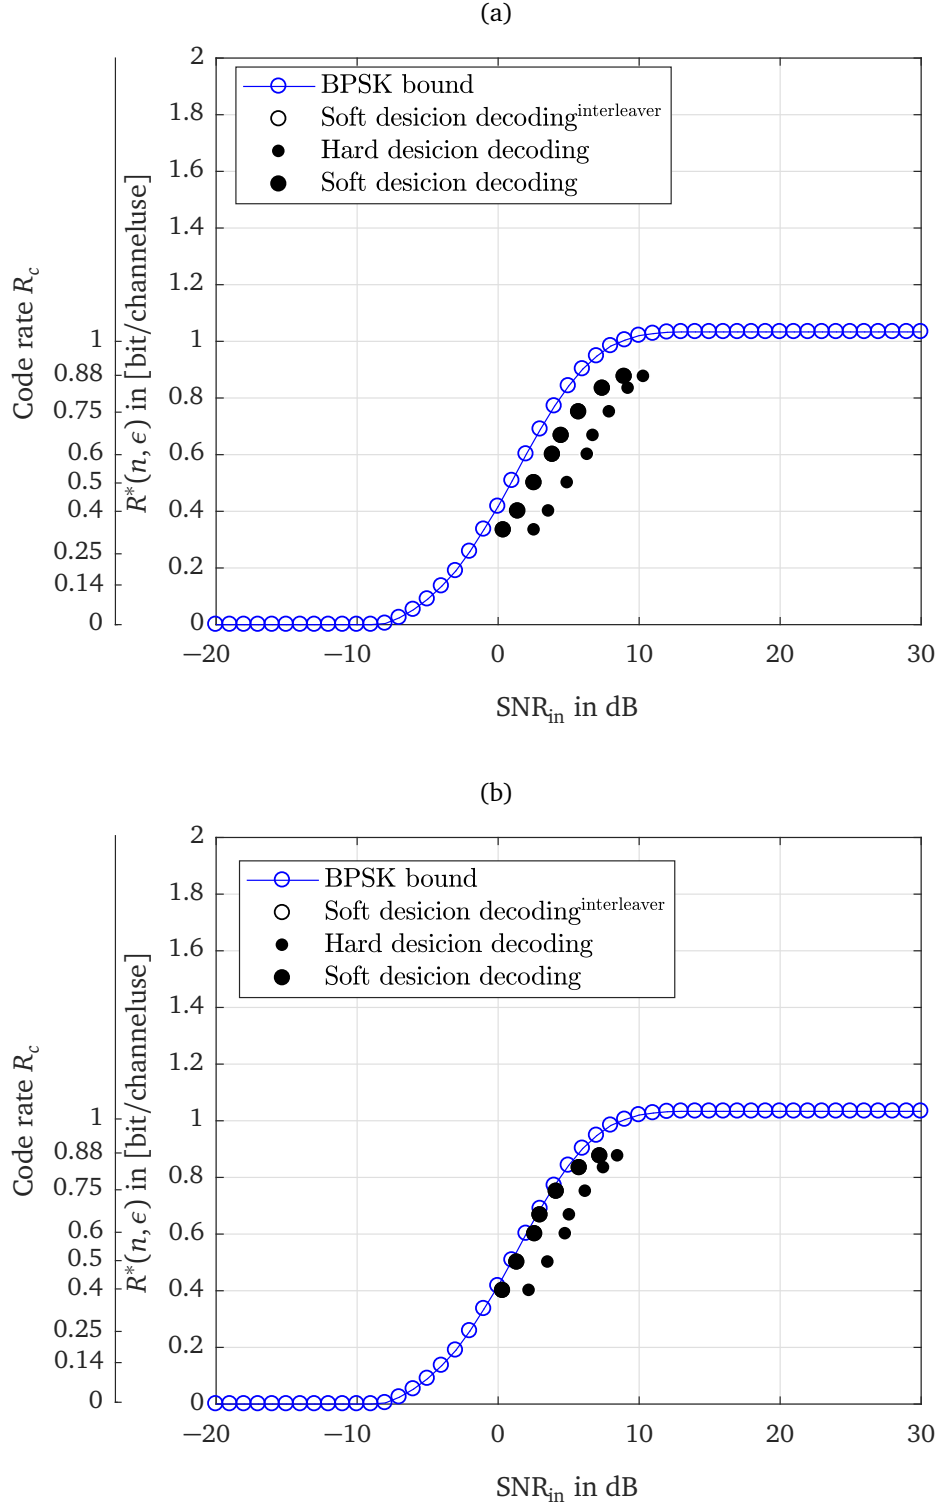 (a)
Code rate R_c
1
0.88
0.75
0.6
0.5
0.4
0.25
0.14
0
R*(n, ϵ) in [bit/channeluse]
2
1.8
1.6
1.4
1.2
1
0.8
0.6
0.4
0.2
0
BPSK bound
Soft desicion decoding^interleaver
Hard desicion decoding
Soft desicion decoding
−20 −10 0 10 20 30
SNR_in in dB
(b)
Code rate R_c
1
0.88
0.75
0.6
0.5
0.4
0.25
0.14
0
R*(n, ϵ) in [bit/channeluse]
2
1.8
1.6
1.4
1.2
1
0.8
0.6
0.4
0.2
0
BPSK bound
Soft desicion decoding^interleaver
Hard desicion decoding
Soft desicion decoding
−20 −10 0 10 20 30
SNR_in in dB